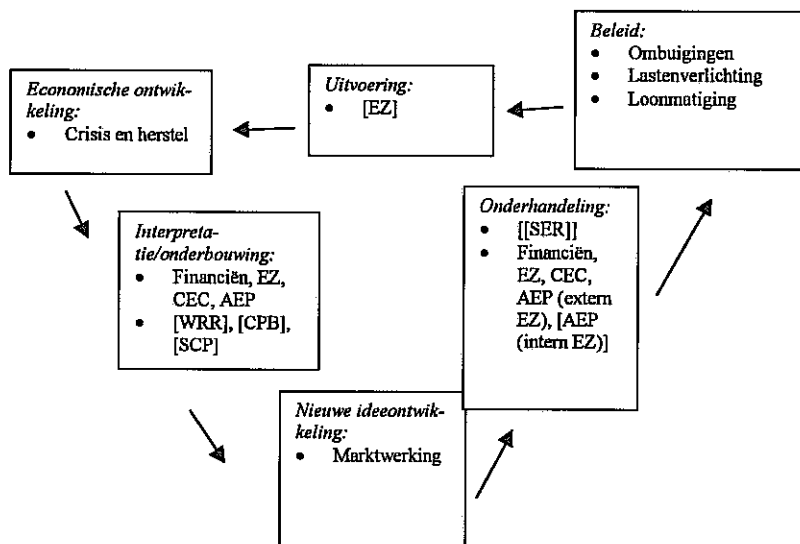 Beleid:
• Ombuigingen
• Lastenverlichting
• Loonmatiging
Uitvoering:
• [EZ]
Economische ontwik-
keling:
• Crisis en herstel
Interpreta-
tie/onderbouwing:
• Financiën, EZ,
CEC, AEP
• [WRR], [CPB],
[SCP]
Nieuwe ideeontwik-
keling:
• Marktwerking
Onderhandeling:
• [[SER]]
• Financiën,
EZ, CEC,
AEP (extern
EZ), [AEP
(intern EZ)]